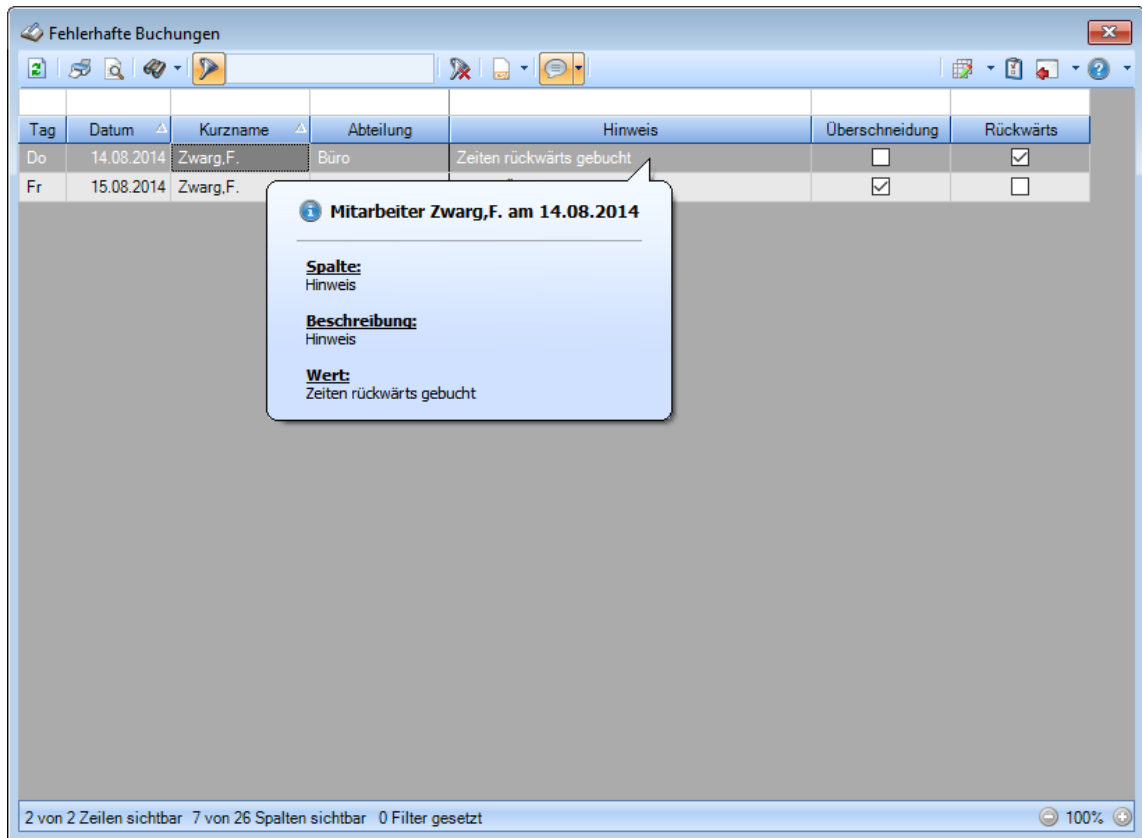 Fehlerhafte Buchungen
Tag Datum Kurzname Abteilung Hinweis Überschneidung Rückwärts
Do 14.08.2014 Zwarg,F. Büro Zeiten rückwärts gebucht
Fr 15.08.2014 Zwarg,F.
Mitarbeiter Zwarg,F. am 14.08.2014
Spalte:
Hinweis
Beschreibung:
Hinweis
Wert:
Zeiten rückwärts gebucht
2 von 2 Zeilen sichtbar 7 von 26 Spalten sichtbar 0 Filter gesetzt 100%